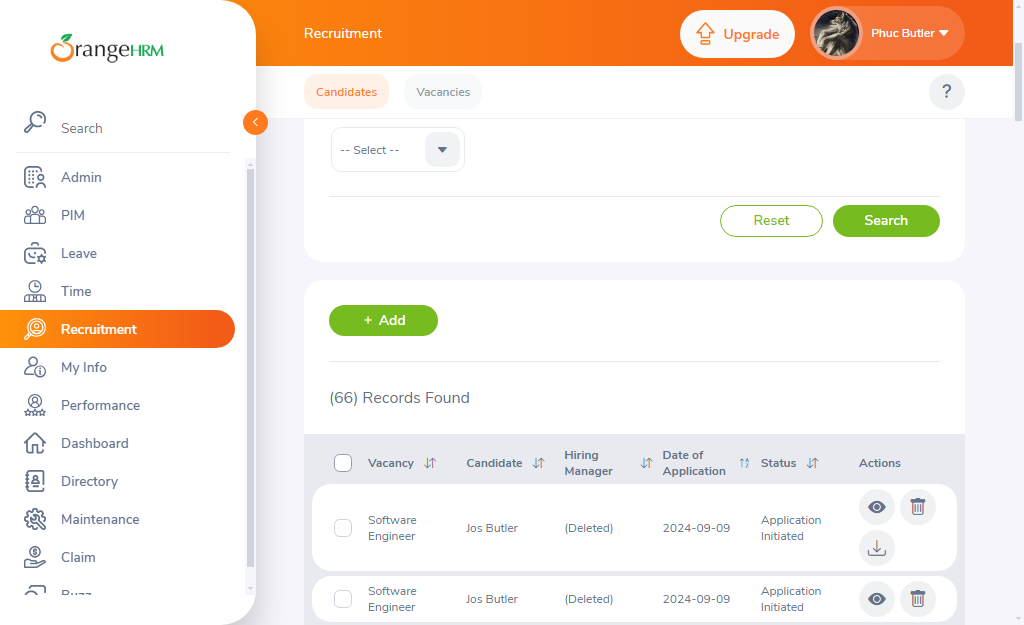 OrangeHRM
Recruitment
Upgrade
Phuc Butler
Candidates
Vacancies
?
Search
Admin
PIM
Leave
Time
Recruitment
My Info
Performance
Dashboard
Directory
Maintenance
Claim
Buzz
-- Select --
Reset
Search
+ Add
(66) Records Found
Vacancy
Candidate
Hiring
Manager
Date of
Application
Status
Actions
Software
Engineer
Jos Butler
(Deleted)
2024-09-09
Application
Initiated
Software
Engineer
Jos Butler
(Deleted)
2024-09-09
Application
Initiated